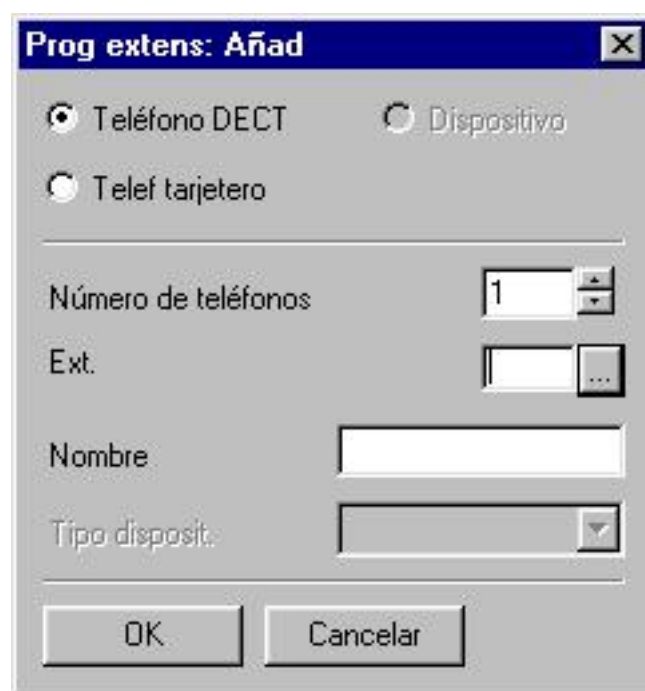 Prog extens: Añad
Teléfono DECT
Dispositivo
Telef tarjetero
Número de teléfonos
1
Ext.
...
Nombre
Tipo disposit.
OK
Cancelar